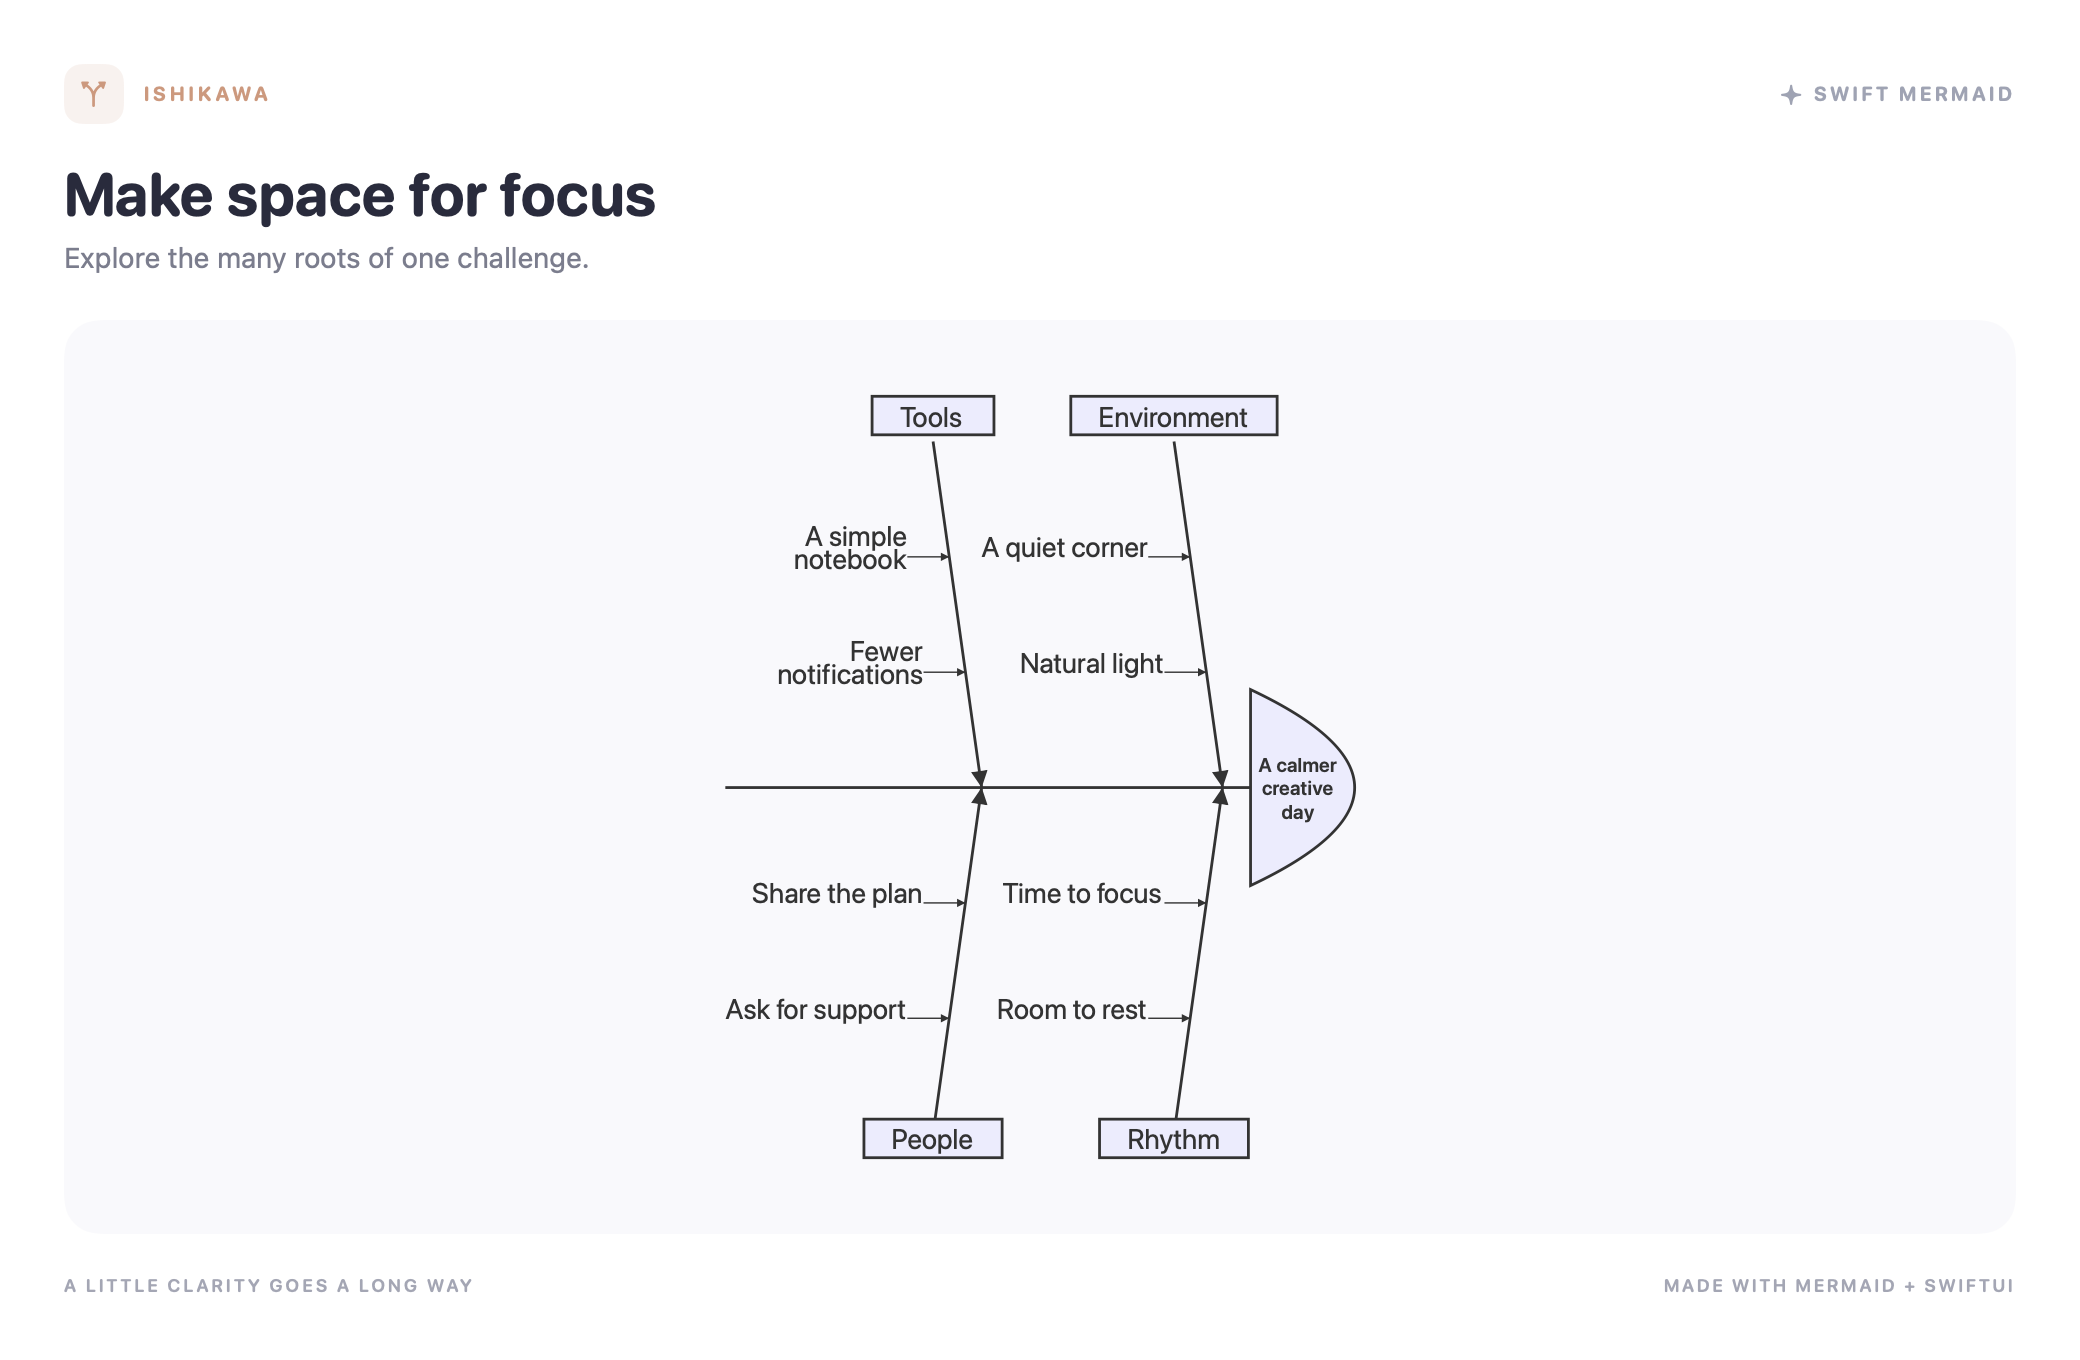 ISHIKAWA
SWIFT MERMAID
Make space for focus
Explore the many roots of one challenge.
Tools
Environment
A simple
notebook
A quiet corner
Fewer
notifications
Natural light
A calmer
creative
day
Share the plan
Time to focus
Ask for support
Room to rest
People
Rhythm
A LITTLE CLARITY GOES A LONG WAY
MADE WITH MERMAID + SWIFTUI